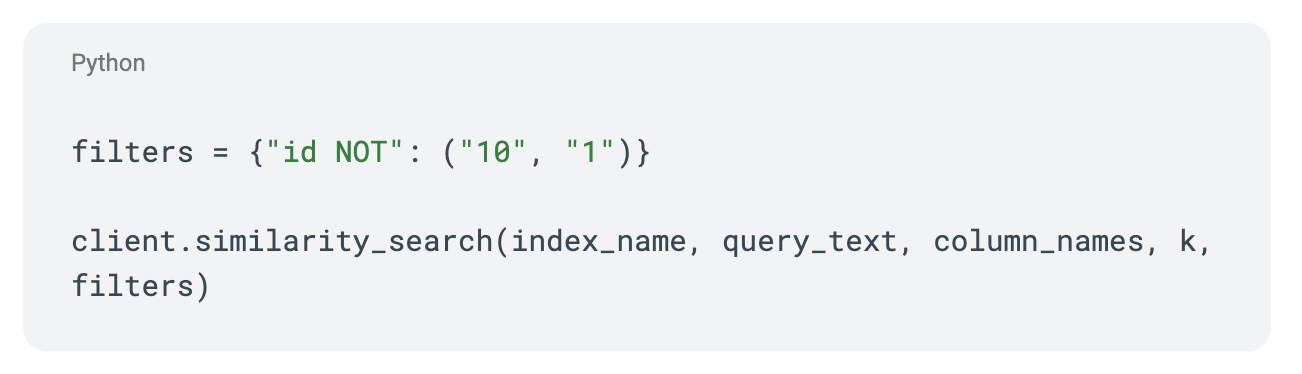 Python
filters = {"id NOT": ("10", "1")}
client.similarity_search(index_name, query_text, column_names, k,
filters)